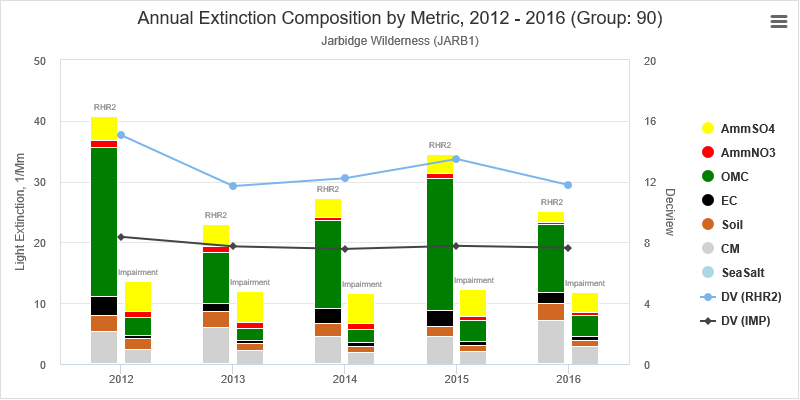 Annual Extinction Composition by Metric, 2012 - 2016 (Group: 90)
Jarbidge Wilderness (JARB1)
Light Extinction, 1/Mm
50
40
30
20
10
0
RHR2
Impairment
RHR2
Impairment
RHR2
Impairment
RHR2
Impairment
RHR2
Impairment
2012
2013
2014
2015
2016
20
16
12
8
4
0
Deciview
AmmSO4
AmmNO3
OMC
EC
Soil
CM
SeaSalt
DV (RHR2)
DV (IMP)